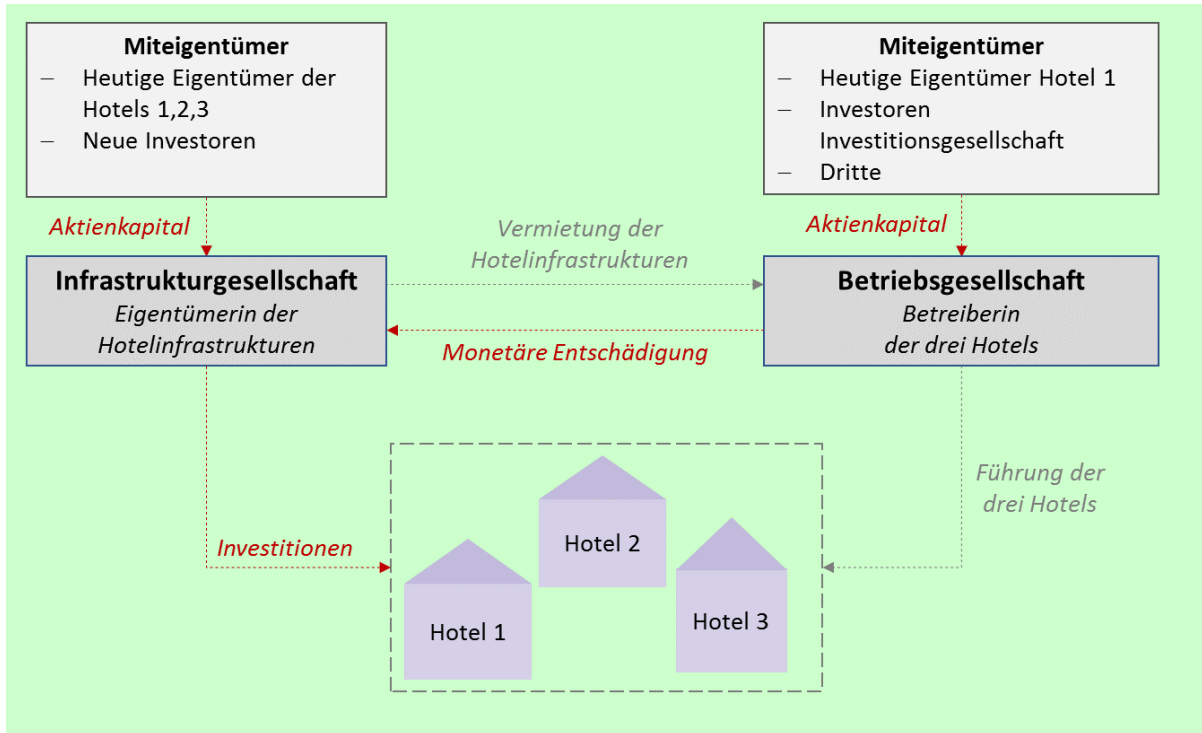 Miteigentümer
– Heutige Eigentümer der
Hotels 1,2,3
– Neue Investoren
Miteigentümer
– Heutige Eigentümer Hotel 1
– Investoren
Investitionsgesellschaft
– Dritte
Aktienkapital
Vermietung der
Hotelinfrastrukturen
Aktienkapital
Infrastrukturgesellschaft
Eigentümerin der
Hotelinfrastrukturen
Betriebsgesellschaft
Betreiberin
der drei Hotels
Monetäre Entschädigung
Führung der
drei Hotels
Investitionen
Hotel 2
Hotel 1
Hotel 3